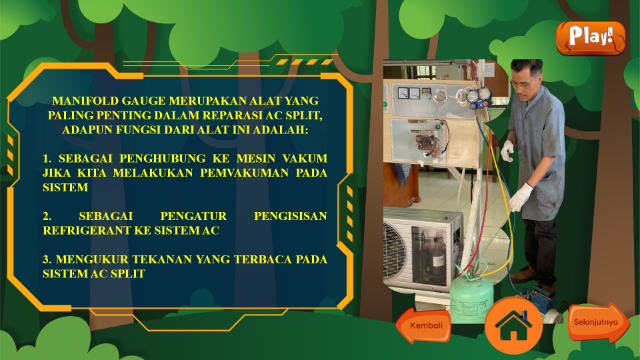 Play!
MANIFOLD GAUGE MERUPAKAN ALAT YANG
PALING PENTING DALAM REPARASI AC SPLIT,
ADAPUN FUNGSI DARI ALAT INI ADALAH:
1. SEBAGAI PENGHUBUNG KE MESIN VAKUM
JIKA KITA MELAKUKAN PEMVAKUMAN PADA
SISTEM
2. SEBAGAI PENGATUR PENGISISAN
REFRIGERANT KE SISTEM AC
3. MENGUKUR TEKANAN YANG TERBACA PADA
SISTEM AC SPLIT
Kembali
Selanjutnya